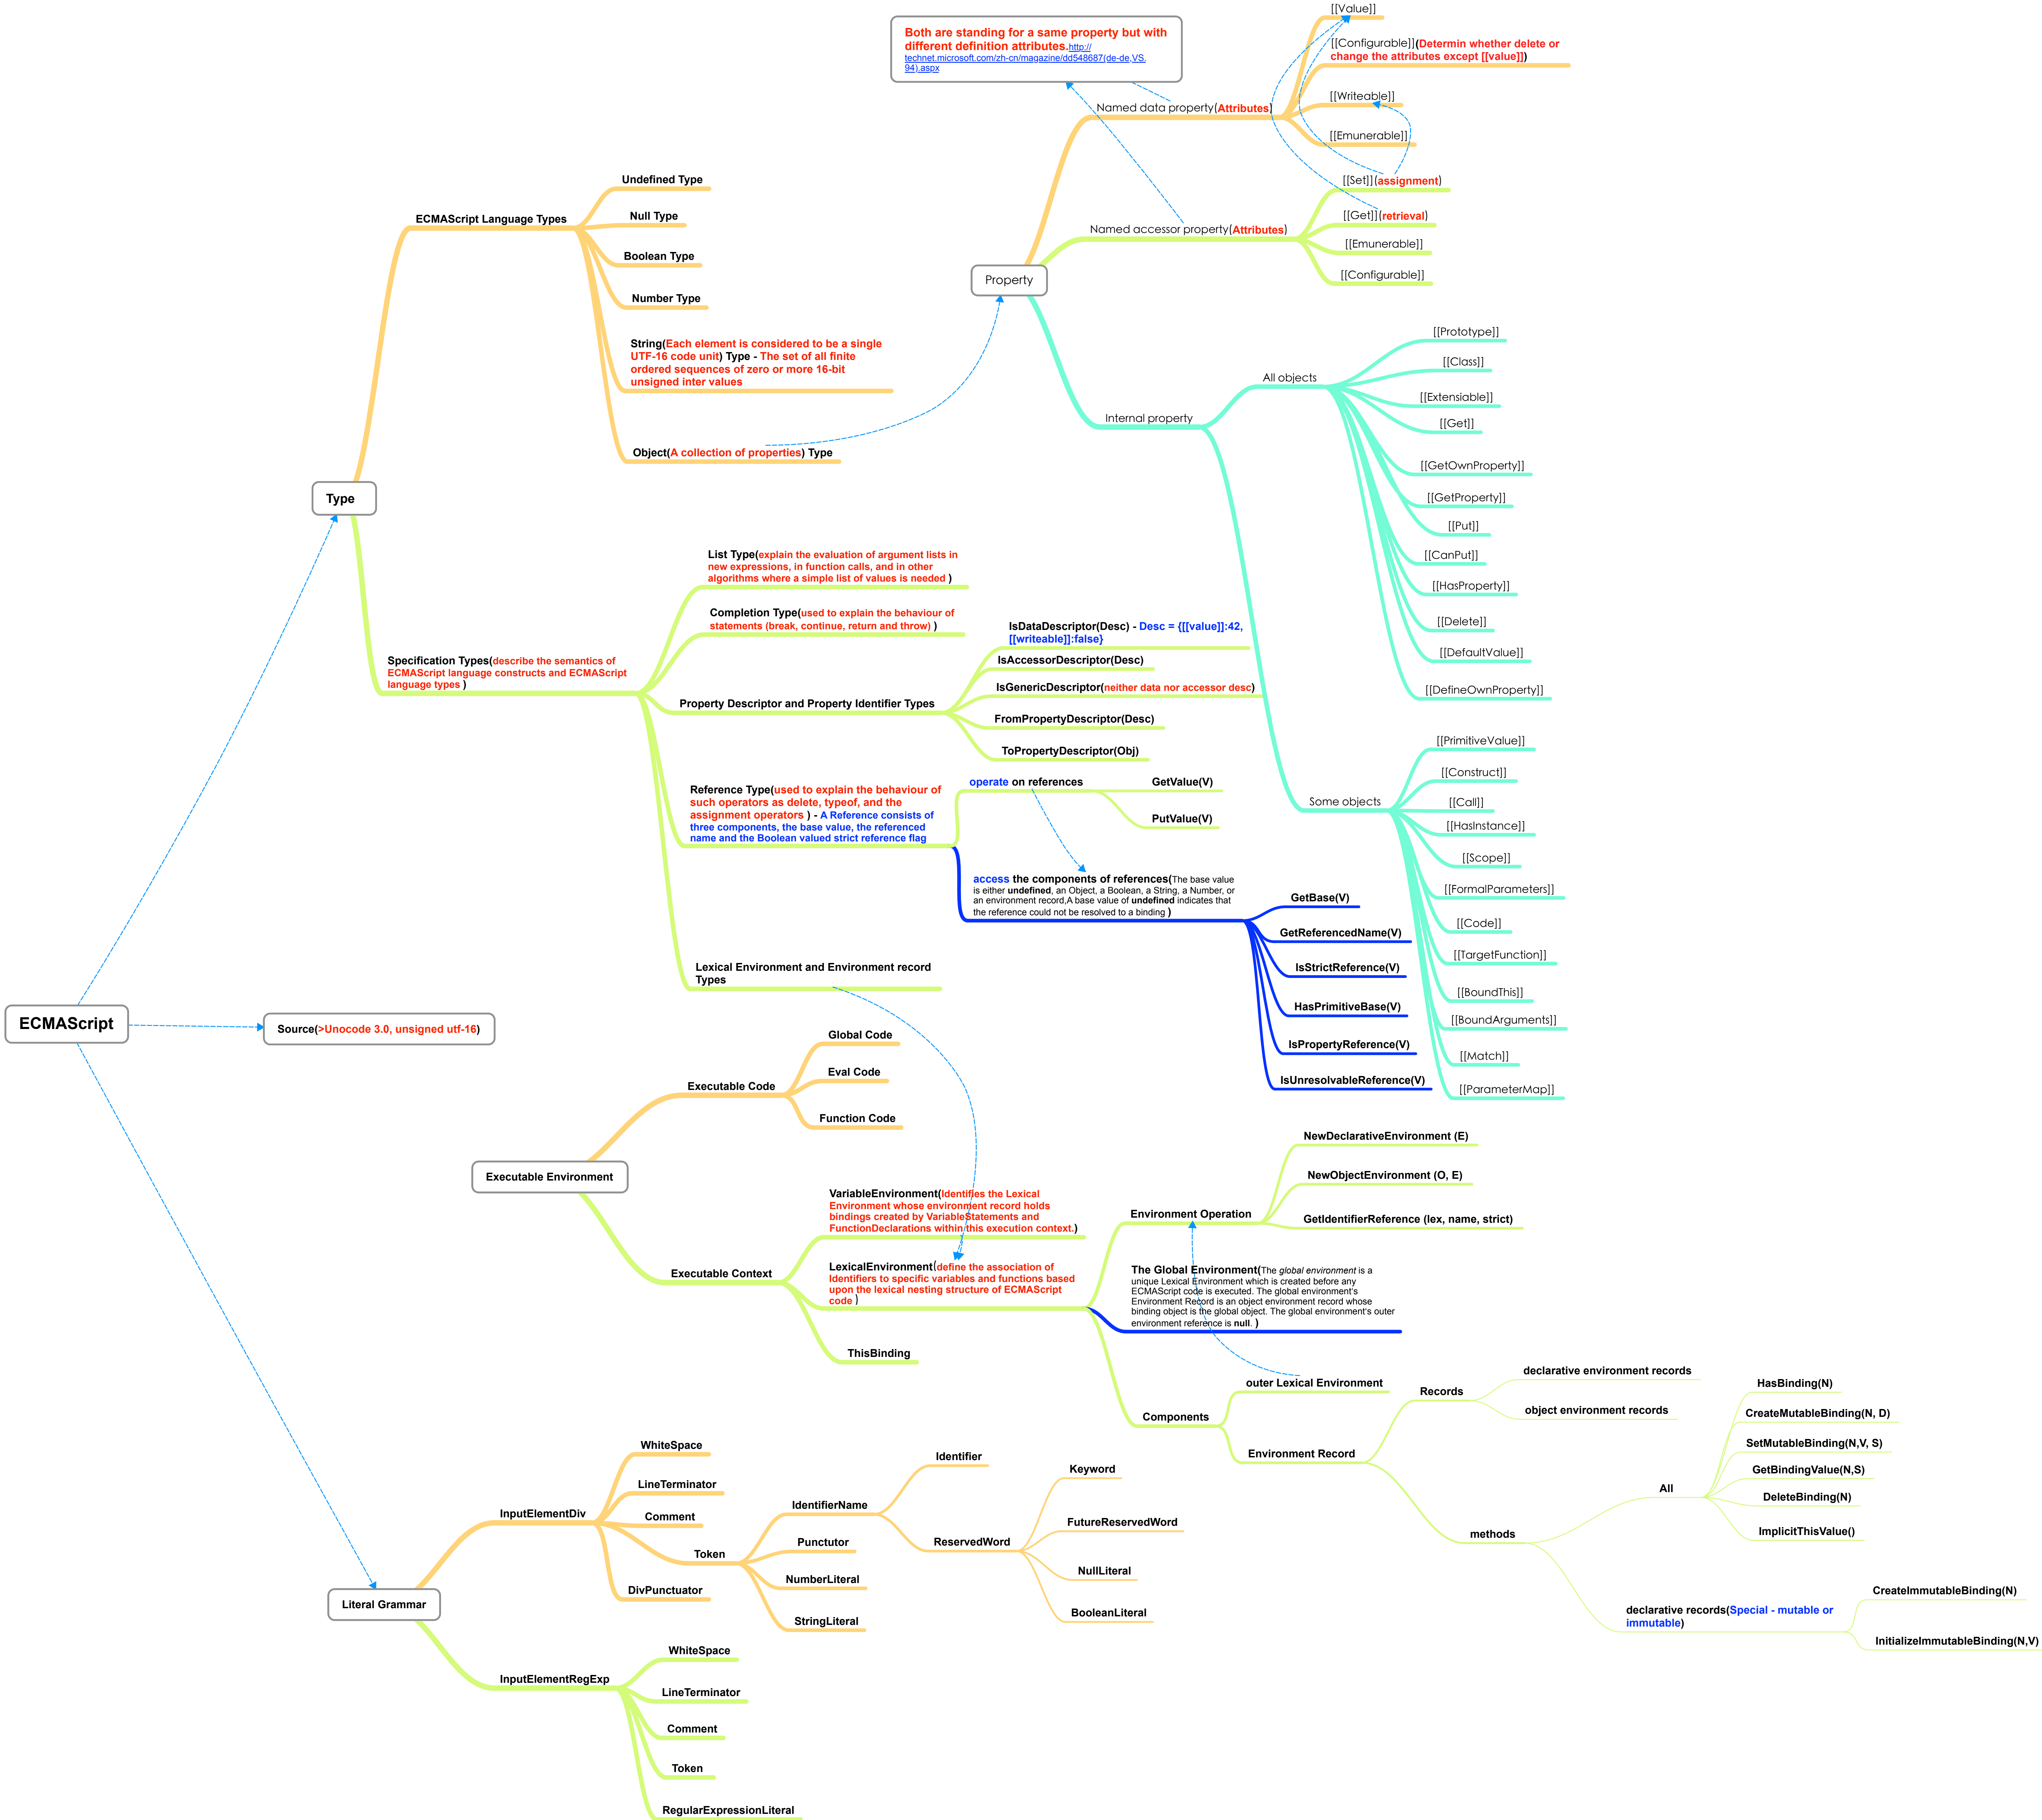 ECMAScript
Type
ECMAScript Language Types
Undefined Type
Null Type
Boolean Type
Number Type
String(Each element is considered to be a single
UTF-16 code unit) Type - The set of all finite
ordered sequences of zero or more 16-bit
unsigned inter values
Object(A collection of properties) Type
Specification Types(describe the semantics of
ECMAScript language constructs and ECMAScript
language types )
List Type(explain the evaluation of argument lists in
new expressions, in function calls, and in other
algorithms where a simple list of values is needed )
Completion Type(used to explain the behaviour of
statements (break, continue, return and throw) )
Property Descriptor and Property Identifier Types
IsDataDescriptor(Desc) - Desc = {[[value]]:42,
[[writeable]]:false}
IsAccessorDescriptor(Desc)
IsGenericDescriptor(neither data nor accessor desc)
FromPropertyDescriptor(Desc)
ToPropertyDescriptor(Obj)
Reference Type(used to explain the behaviour of
such operators as delete, typeof, and the
assignment operators ) - A Reference consists of
three components, the base value, the referenced
name and the Boolean valued strict reference flag
operate on references
GetValue(V)
PutValue(V)
access the components of references(The base value
is either undefined, an Object, a Boolean, a String, a Number, or
an environment record,A base value of undefined indicates that
the reference could not be resolved to a binding )
GetBase(V)
GetReferencedName(V)
IsStrictReference(V)
HasPrimitiveBase(V)
IsPropertyReference(V)
IsUnresolvableReference(V)
Lexical Environment and Environment record
Types
Both are standing for a same property but with
different definition attributes.http://
technet.microsoft.com/zh-cn/magazine/dd548687(de-de,VS.
94).aspx
Property
Named data property(Attributes)
[[Value]]
[[Configurable]](Determin whether delete or
change the attributes except [[value]])
[[Writeable]]
[[Emunerable]]
Named accessor property(Attributes)
[[Set]](assignment)
[[Get]](retrieval)
[[Emunerable]]
[[Configurable]]
Internal property
All objects
[[Prototype]]
[[Class]]
[[Extensiable]]
[[Get]]
[[GetOwnProperty]]
[[GetProperty]]
[[Put]]
[[CanPut]]
[[HasProperty]]
[[Delete]]
[[DefaultValue]]
[[DefineOwnProperty]]
Some objects
[[PrimitiveValue]]
[[Construct]]
[[Call]]
[[HasInstance]]
[[Scope]]
[[FormalParameters]]
[[Code]]
[[TargetFunction]]
[[BoundThis]]
[[BoundArguments]]
[[Match]]
[[ParameterMap]]
Source(>Unocode 3.0, unsigned utf-16)
Executable Environment
Executable Code
Global Code
Eval Code
Function Code
Executable Context
VariableEnvironment(Identifies the Lexical
Environment whose environment record holds
bindings created by VariableStatements and
FunctionDeclarations within this execution context.)
LexicalEnvironment(define the association of
Identifiers to specific variables and functions based
upon the lexical nesting structure of ECMAScript
code )
ThisBinding
Environment Operation
NewDeclarativeEnvironment (E)
NewObjectEnvironment (O, E)
GetIdentifierReference (lex, name, strict)
The Global Environment(The global environment is a
unique Lexical Environment which is created before any
ECMAScript code is executed. The global environment's
Environment Record is an object environment record whose
binding object is the global object. The global environment's outer
environment reference is null. )
Components
outer Lexical Environment
Environment Record
Records
declarative environment records
object environment records
methods
All
HasBinding(N)
CreateMutableBinding(N, D)
SetMutableBinding(N,V, S)
GetBindingValue(N,S)
DeleteBinding(N)
ImplicitThisValue()
declarative records(Special - mutable or
immutable)
CreateImmutableBinding(N)
InitializeImmutableBinding(N,V)
Literal Grammar
InputElementDiv
WhiteSpace
LineTerminator
Comment
Token
IdentifierName
Identifier
ReservedWord
Keyword
FutureReservedWord
NullLiteral
BooleanLiteral
Punctutor
NumberLiteral
StringLiteral
DivPunctuator
InputElementRegExp
WhiteSpace
LineTerminator
Comment
Token
RegularExpressionLiteral